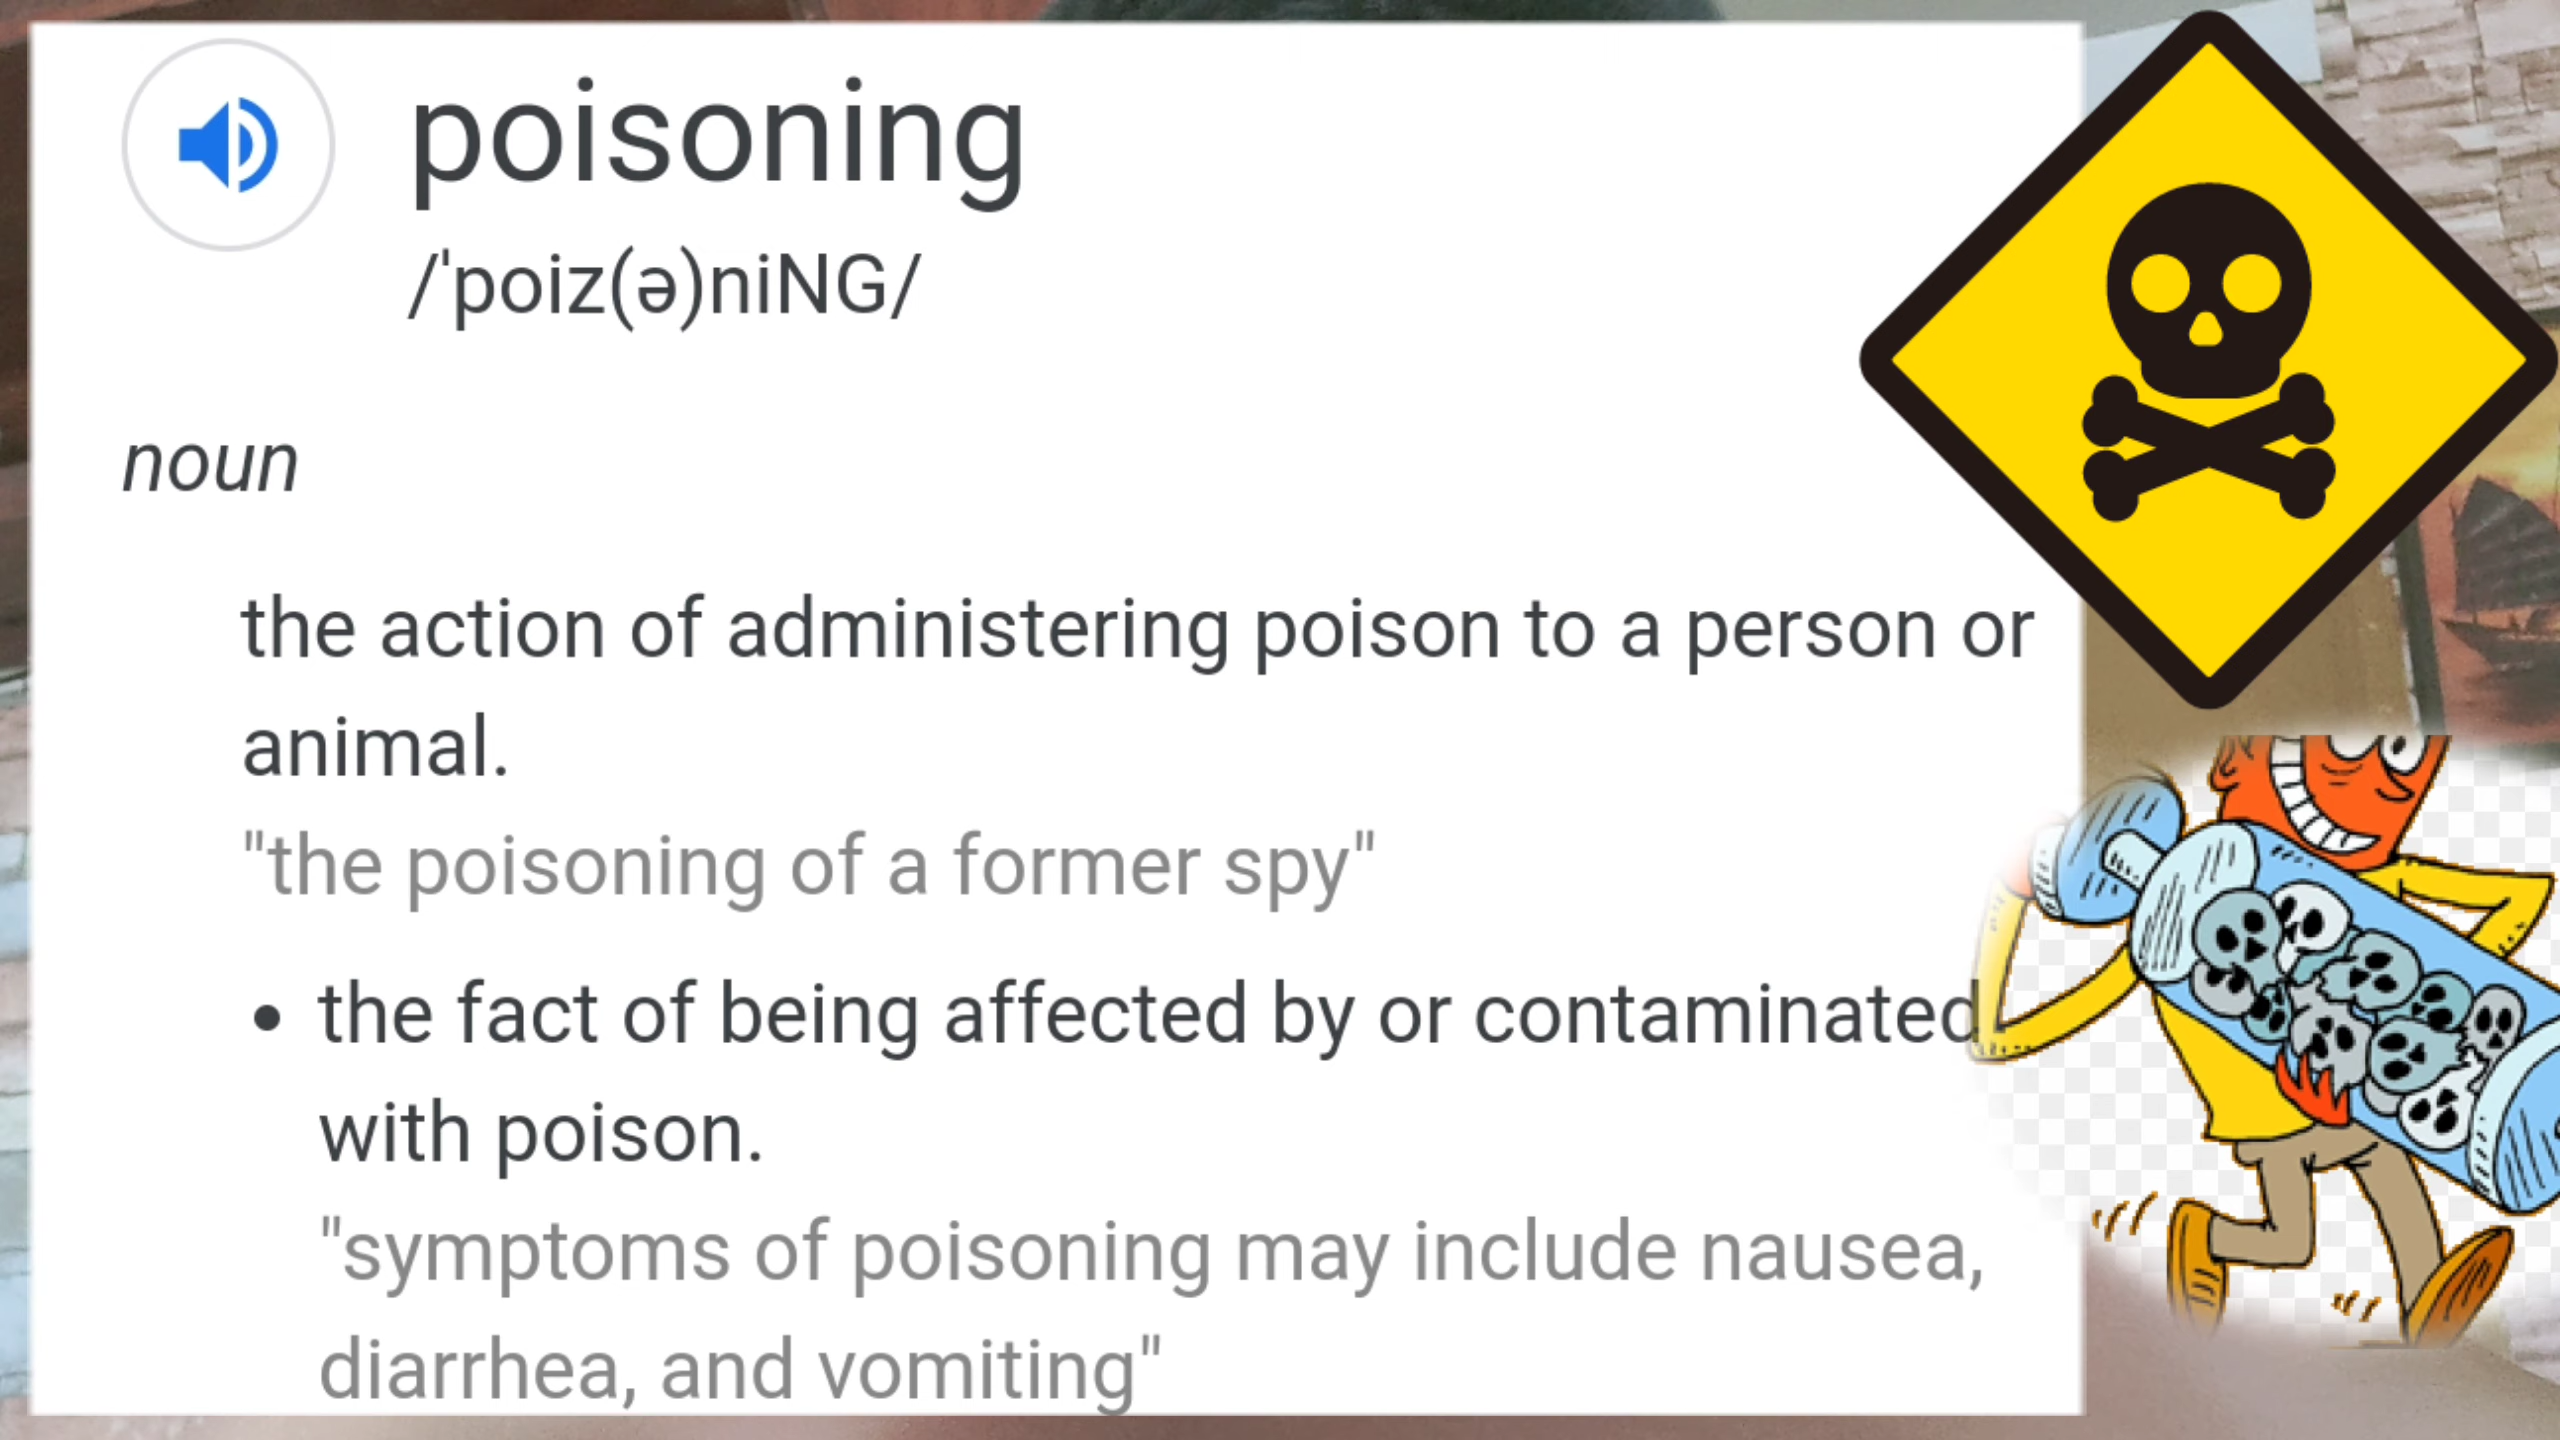 poisoning
/ˈpoiz(ə)niNG/
noun
the action of administering poison to a person or
animal.
"the poisoning of a former spy"
• the fact of being affected by or contaminated
with poison.
"symptoms of poisoning may include nausea,
diarrhea, and vomiting"